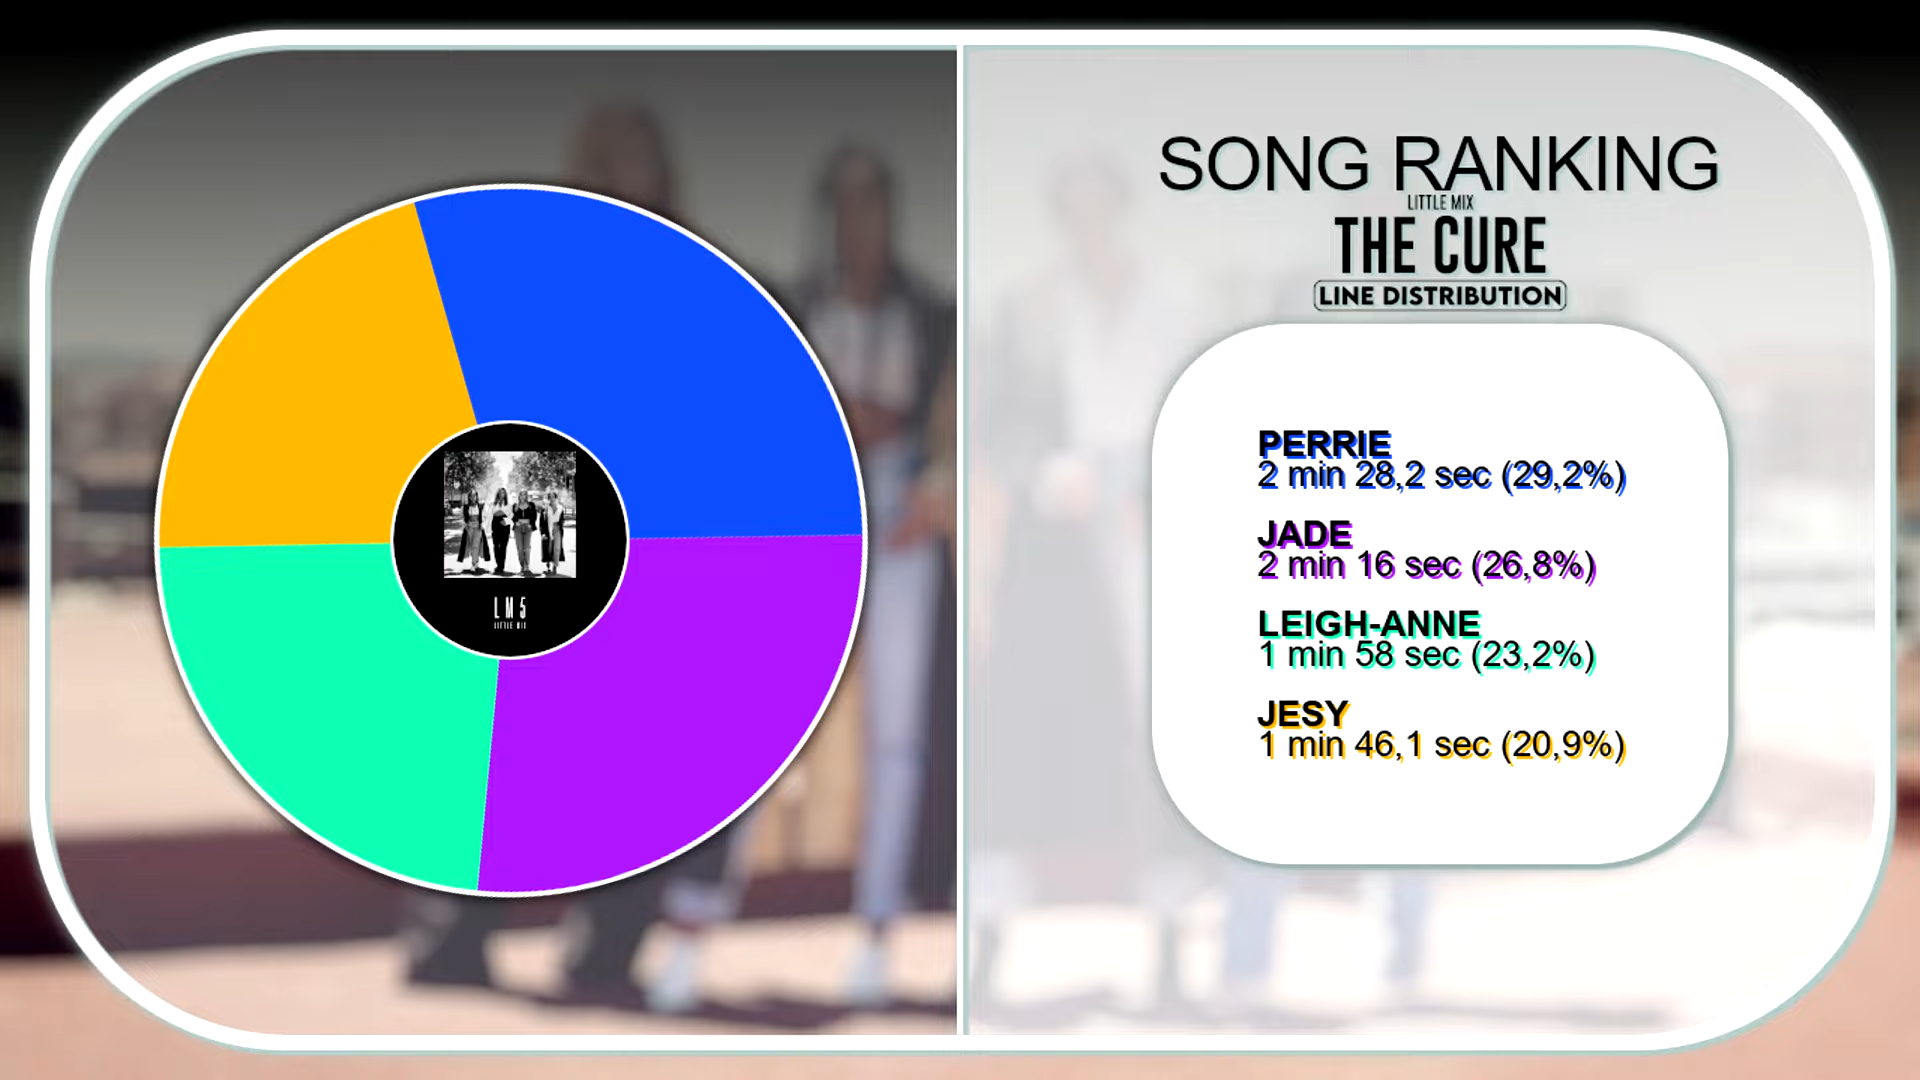 LM5
LITTLE MIX
SONG RANKING
LITTLE MIX
THE CURE
LINE DISTRIBUTION
PERRIE
2 min 28,2 sec (29,2%)
JADE
2 min 16 sec (26,8%)
LEIGH-ANNE
1 min 58 sec (23,2%)
JESY
1 min 46,1 sec (20,9%)